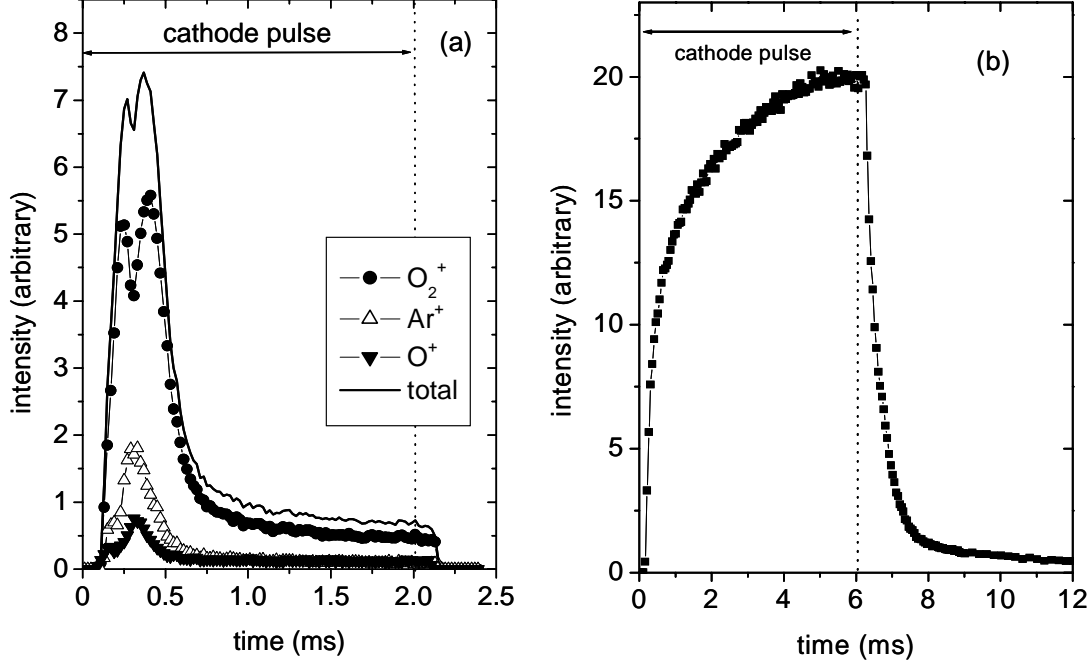 8
7
6
5
4
3
2
1
0
intensity (arbitrary)
cathode pulse
(a)
O₂⁺
Ar⁺
O⁺
total
0 0.5 1.0 1.5 2.0 2.5
time (ms)
20
15
10
5
0
intensity (arbitrary)
cathode pulse
(b)
0 2 4 6 8 10 12
time (ms)